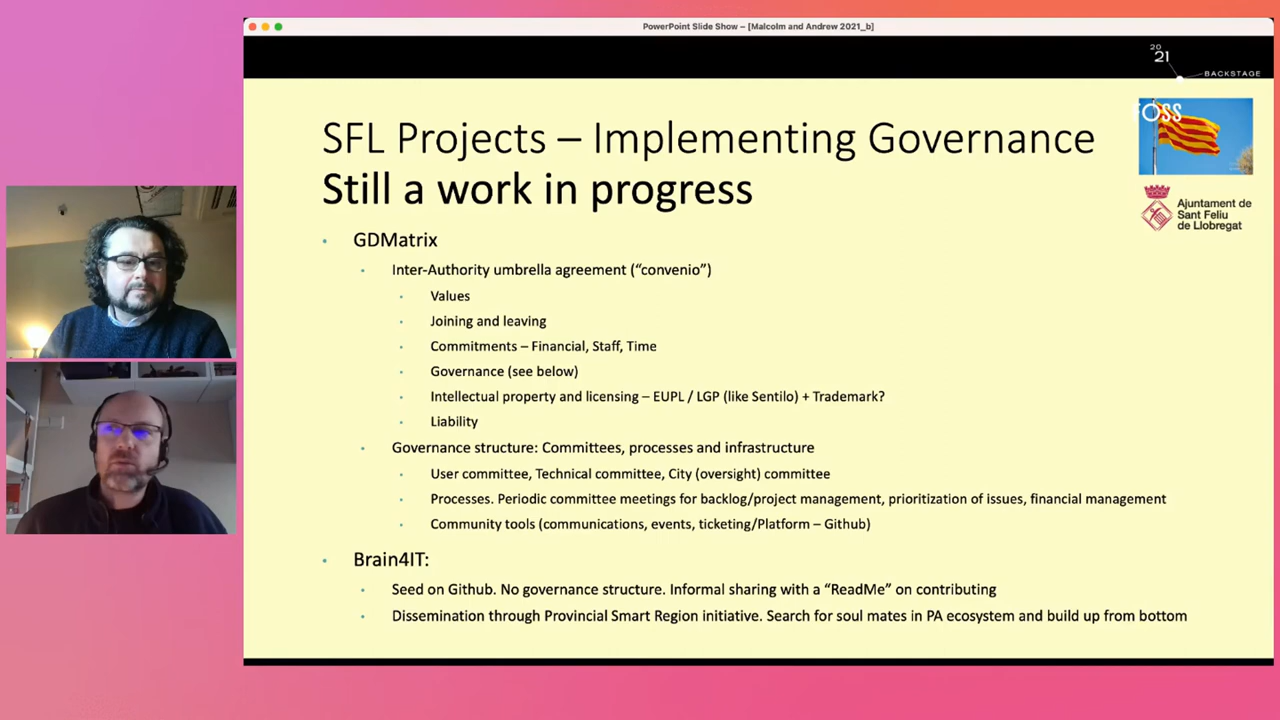 PowerPoint Slide Show – [Malcolm and Andrew 2021_b]
20
21
BACKSTAGE
FOSS
SFL Projects – Implementing Governance
Still a work in progress
Ajuntament de
Sant Feliu
de Llobregat
• GDMatrix
• Inter-Authority umbrella agreement (“convenio”)
• Values
• Joining and leaving
• Commitments – Financial, Staff, Time
• Governance (see below)
• Intellectual property and licensing – EUPL / LGP (like Sentilo) + Trademark?
• Liability
• Governance structure: Committees, processes and infrastructure
• User committee, Technical committee, City (oversight) committee
• Processes. Periodic committee meetings for backlog/project management, prioritization of issues, financial management
• Community tools (communications, events, ticketing/Platform – Github)
• Brain4IT:
• Seed on Github. No governance structure. Informal sharing with a “ReadMe” on contributing
• Dissemination through Provincial Smart Region initiative. Search for soul mates in PA ecosystem and build up from bottom